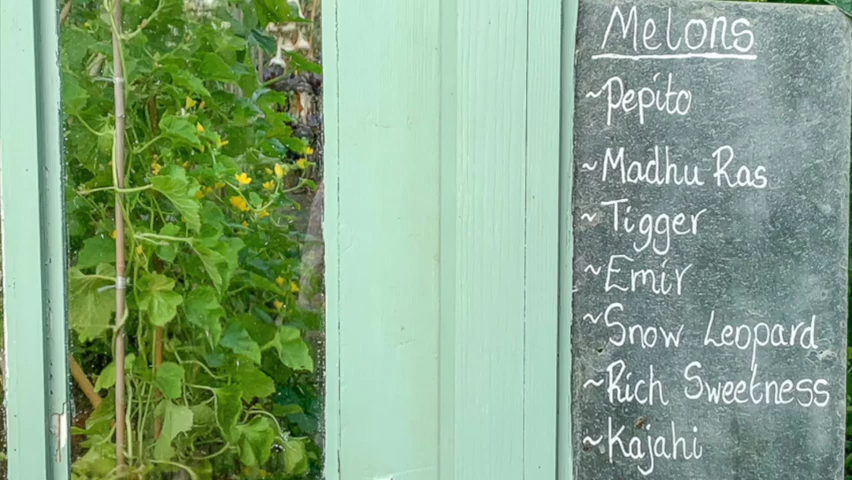 Melons
~Pepito
~Madhu Ras
~Tigger
~Emir
~Snow Leopard
~Rich Sweetness
~Kajahi